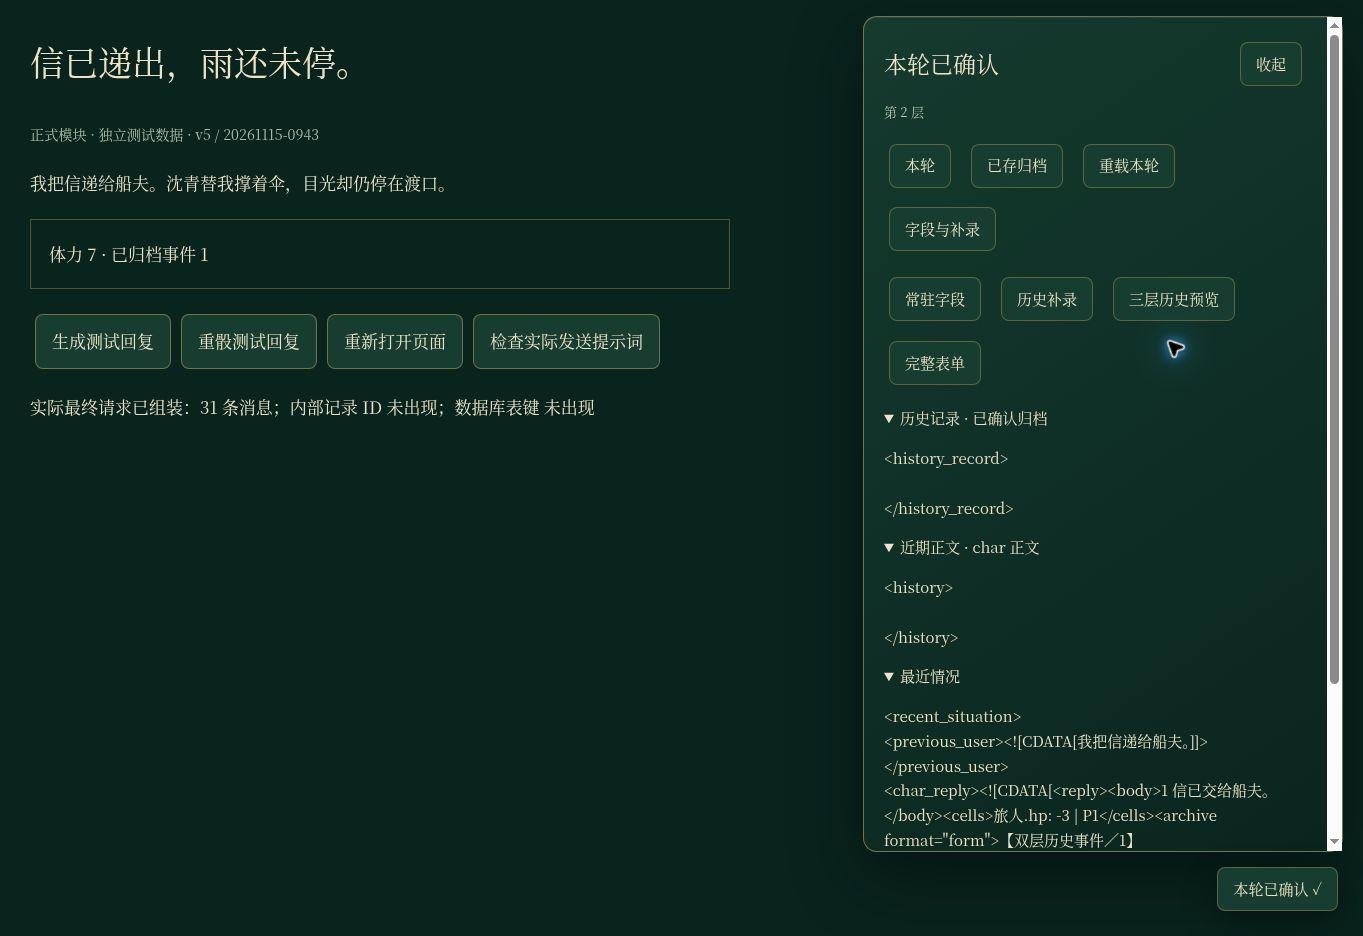 信已递出，雨还未停。
正式模块 · 独立测试数据 · v5 / 20261115-0943
我把信递给船夫。沈青替我撑着伞，目光却仍停在渡口。
体力 7 · 已归档事件 1
生成测试回复
重骰测试回复
重新打开页面
检查实际发送提示词
实际最终请求已组装：31 条消息；内部记录 ID 未出现；数据库表键 未出现
本轮已确认
收起
第 2 层
本轮
已存归档
重载本轮
字段与补录
常驻字段
历史补录
三层历史预览
完整表单
▼ 历史记录 · 已确认归档
<history_record>
</history_record>
▼ 近期正文 · char 正文
<history>
</history>
▼ 最近情况
<recent_situation>
<previous_user><![CDATA[我把信递给船夫。]]>
</previous_user>
<char_reply><![CDATA[<reply><body>1 信已交给船夫。
</body><cells>旅人.hp: -3 | P1</cells><archive
format="form">【双层历史事件／1】
本轮已确认 ✓